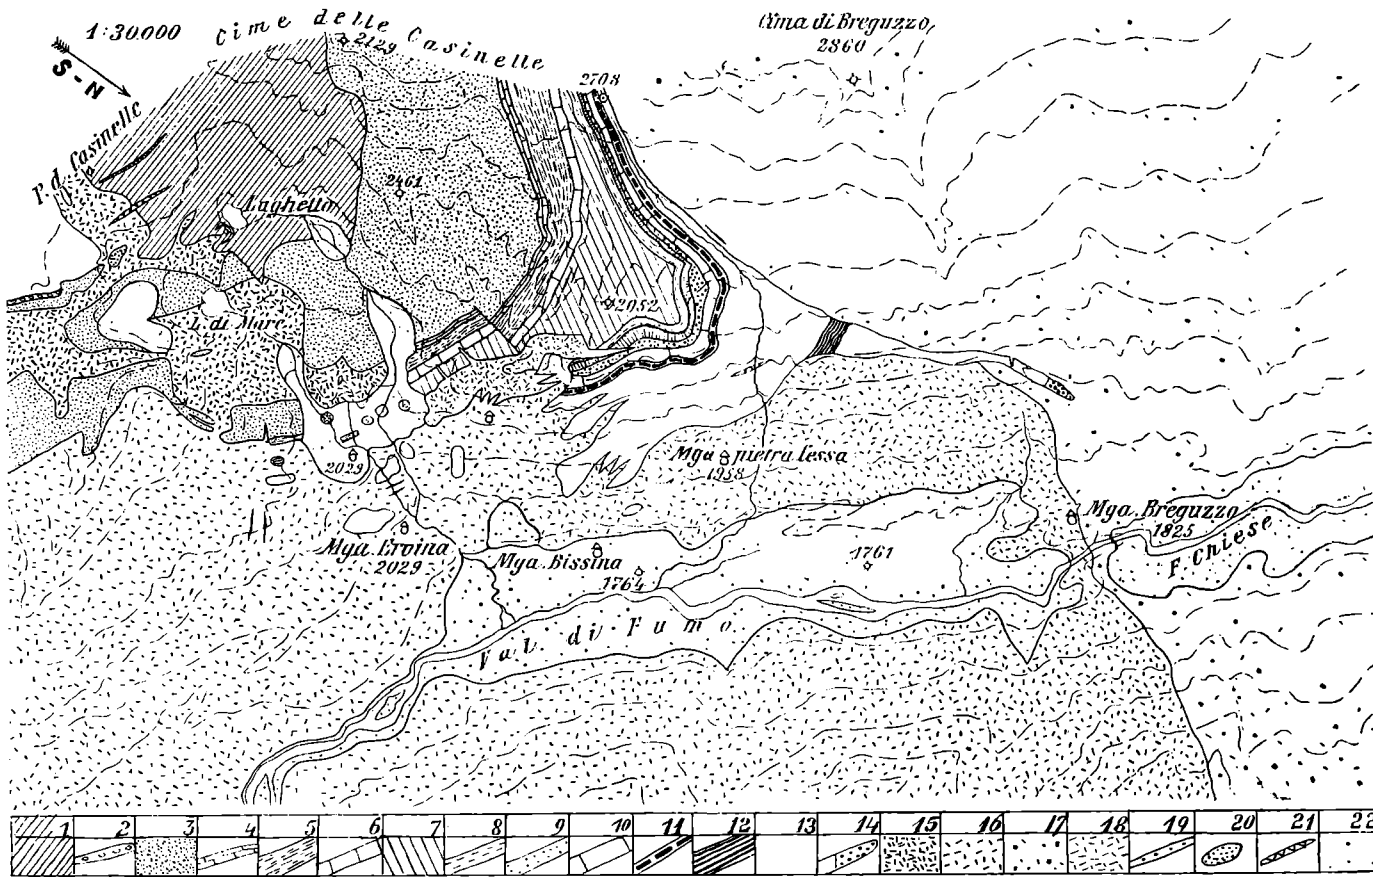 1:30.000
Cime delle Casinelle
Cima di Breguzzo
2860
S-N
2129
2708
P. d. Casinelle
2461
Laghello
2052
L. di Mare
Mga pietra lessa
1958
2029
Mga Breguzzo
1825
F. Chiese
Mga Ervina
2029
Mga Bissina
1764
1761
Val di Fumo
1 2 3 4 5 6 7 8 9 10 11 12 13 14 15 16 17 18 19 20 21 22